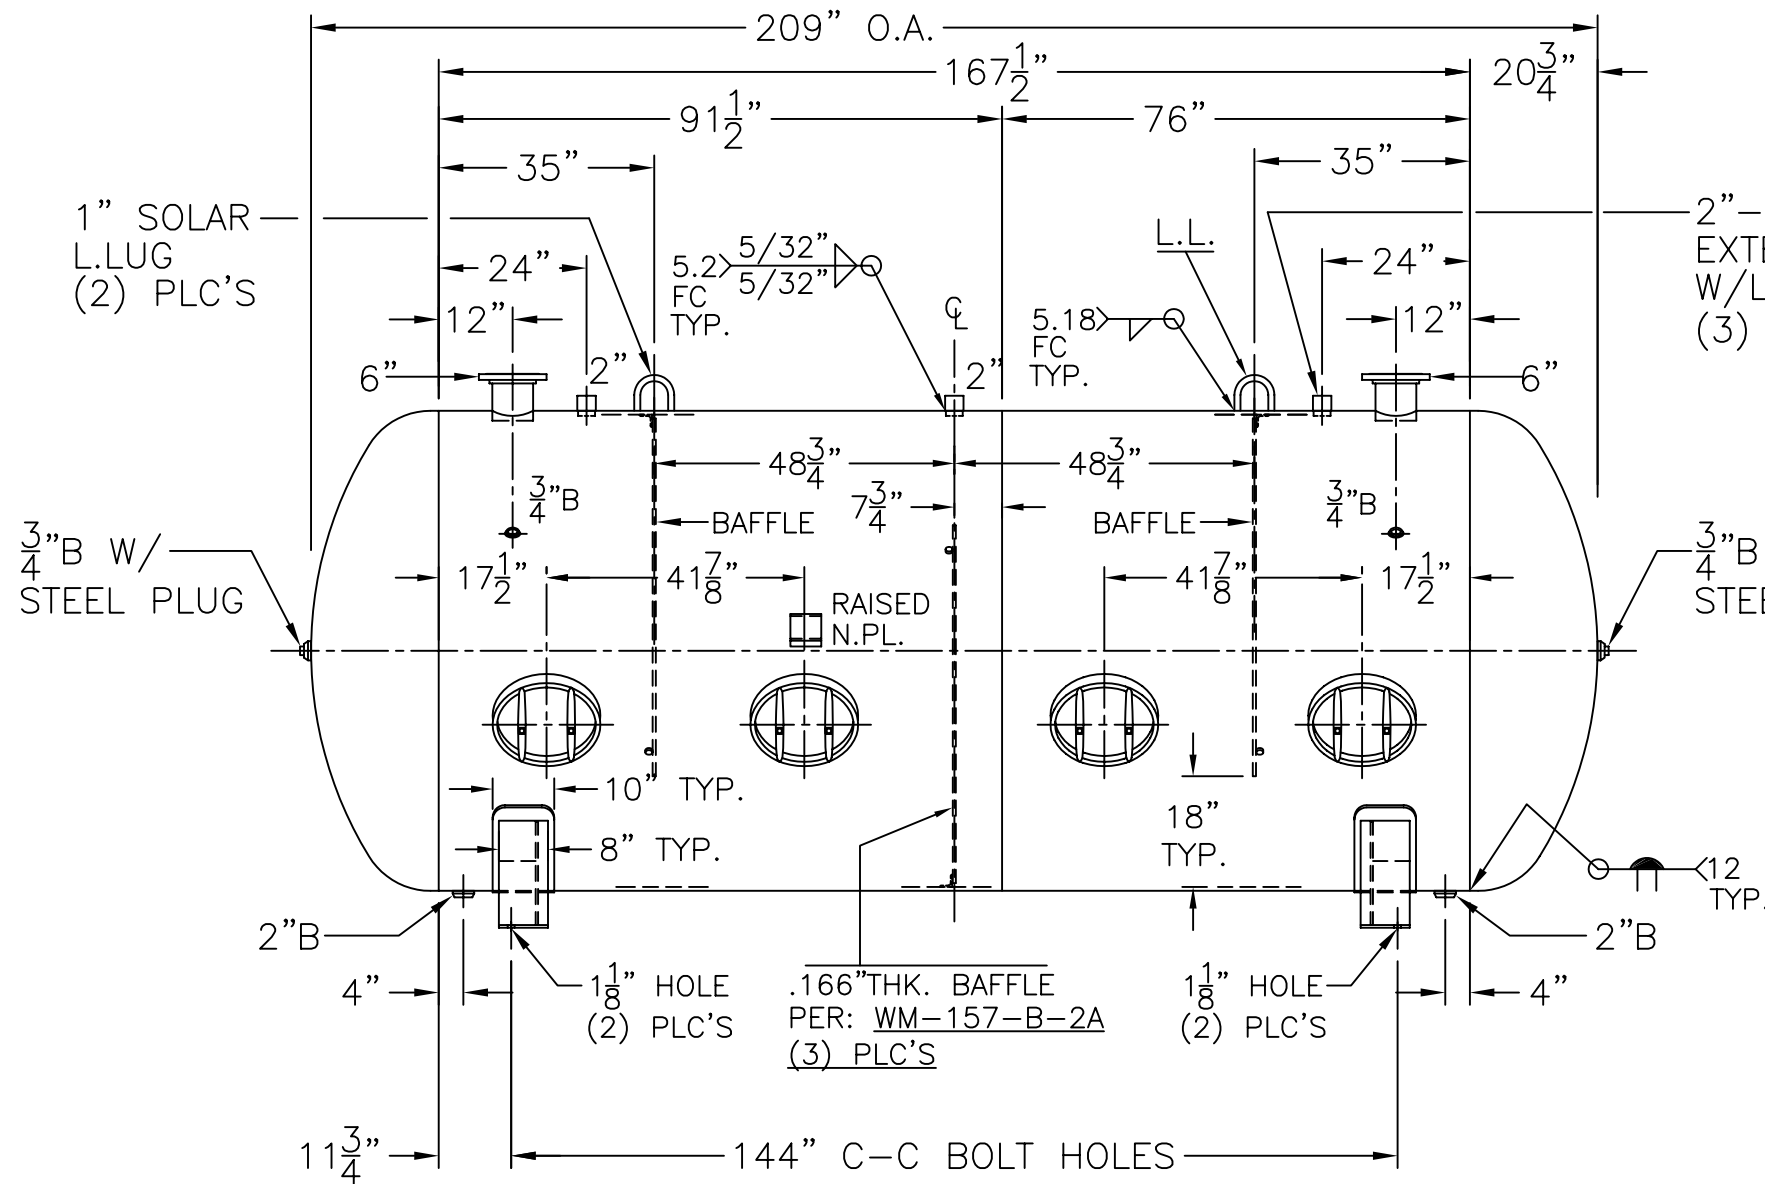 209” O.A.
167 1/2”
20 3/4”
91 1/2”
76”
35”
35”
1” SOLAR
L.LUG
(2) PLC'S
24”
5.2
5/32”
5/32”
FC
TYP.
L.L.
24”
2”-
EXTE
W/L
(3)
12”
℄
5.18
FC
TYP.
12”
6”
2”
2”
6”
48 3/4”
48 3/4”
3/4”B
BAFFLE
7 3/4”
BAFFLE
3/4”B
3/4”B W/
STEEL PLUG
17 1/2”
41 7/8”
41 7/8”
17 1/2”
3/4”B
STEE
RAISED
N.PL.
10” TYP.
8” TYP.
18”
TYP.
12
TYP.
2”B
2”B
4”
1 1/8” HOLE
(2) PLC'S
.166”THK. BAFFLE
PER: WM-157-B-2A
(3) PLC'S
1 1/8” HOLE
(2) PLC'S
4”
11 3/4”
144” C-C BOLT HOLES